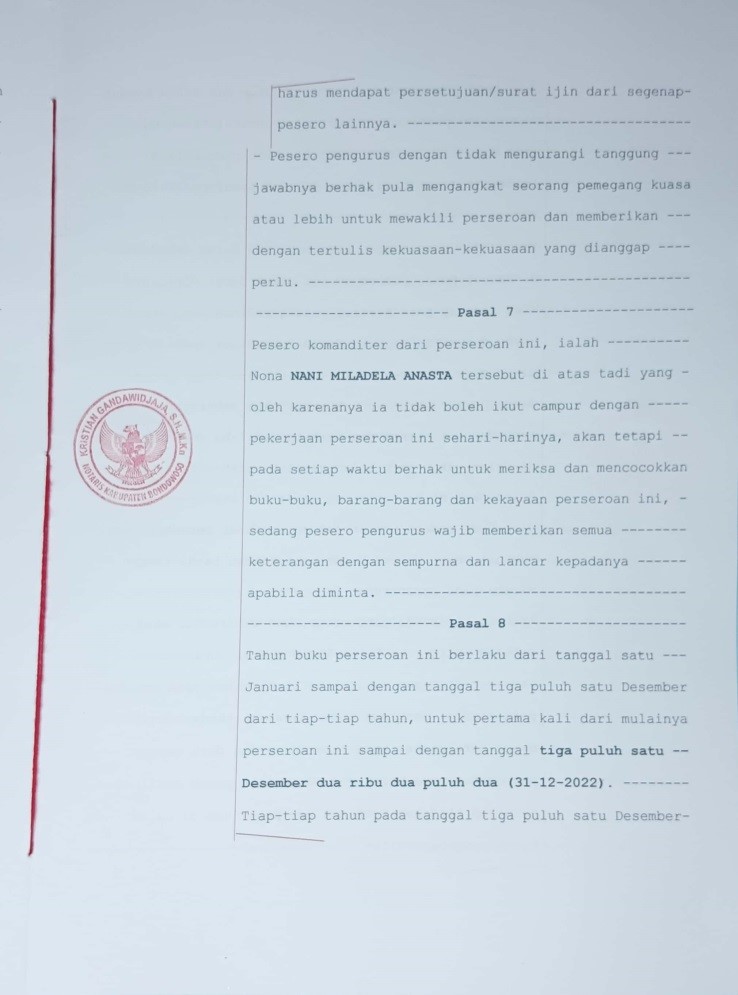 harus mendapat persetujuan/surat ijin dari segenap-
pesero lainnya. -----------------------------------
- Pesero pengurus dengan tidak mengurangi tanggung ---
jawabnya berhak pula mengangkat seorang pemegang kuasa
atau lebih untuk mewakili perseroan dan memberikan ---
dengan tertulis kekuasaan-kekuasaan yang dianggap ----
perlu. -----------------------------------------------
------------------------ Pasal 7 ---------------------
Pesero komanditer dari perseroan ini, ialah ----------
Nona NANI MILADELA ANASTA tersebut di atas tadi yang -
oleh karenanya ia tidak boleh ikut campur dengan -----
pekerjaan perseroan ini sehari-harinya, akan tetapi --
pada setiap waktu berhak untuk meriksa dan mencocokkan
buku-buku, barang-barang dan kekayaan perseroan ini, -
sedang pesero pengurus wajib memberikan semua --------
keterangan dengan sempurna dan lancar kepadanya ------
apabila diminta. -------------------------------------
------------------------ Pasal 8 ---------------------
Tahun buku perseroan ini berlaku dari tanggal satu ---
Januari sampai dengan tanggal tiga puluh satu Desember
dari tiap-tiap tahun, untuk pertama kali dari mulainya
perseroan ini sampai dengan tanggal tiga puluh satu --
Desember dua ribu dua puluh dua (31-12-2022). --------
Tiap-tiap tahun pada tanggal tiga puluh satu Desember-
KRISTIAN GANDAWIDJAJA, S.H.,M.Kn
NOTARIS KABUPATEN BONDOWOSO